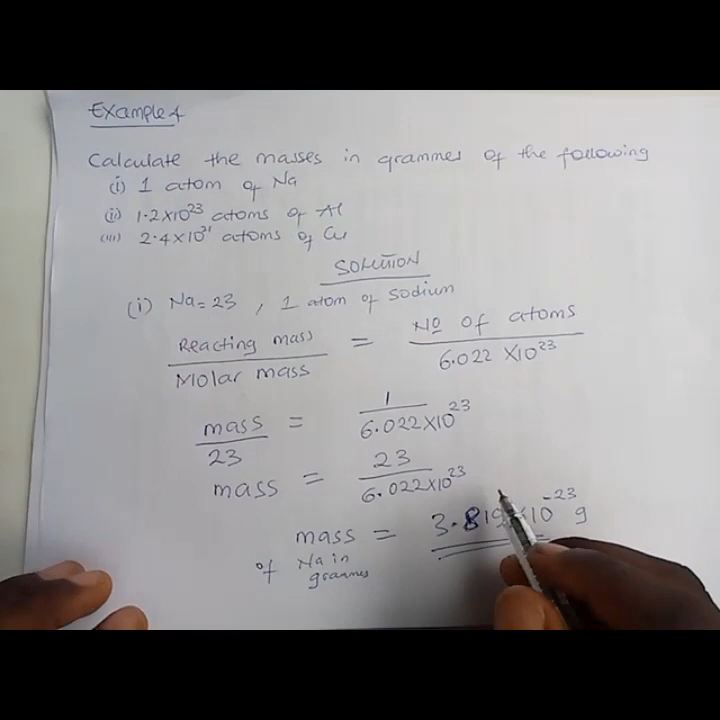 Example 4
Calculate the masses in grammes of the following
(i) 1 atom of Na
(ii) 1.2×10²³ atoms of Al
(iii) 2.4×10³¹ atoms of Cu
SOLUTION
(i) Na = 23 , 1 atom of sodium
Reacting mass / Molar mass = No of atoms / 6.022 ×10²³
mass / 23 = 1 / 6.022×10²³
mass = 23 / 6.022×10²³
mass = 3.819×10⁻²³ g
of Na in
grammes